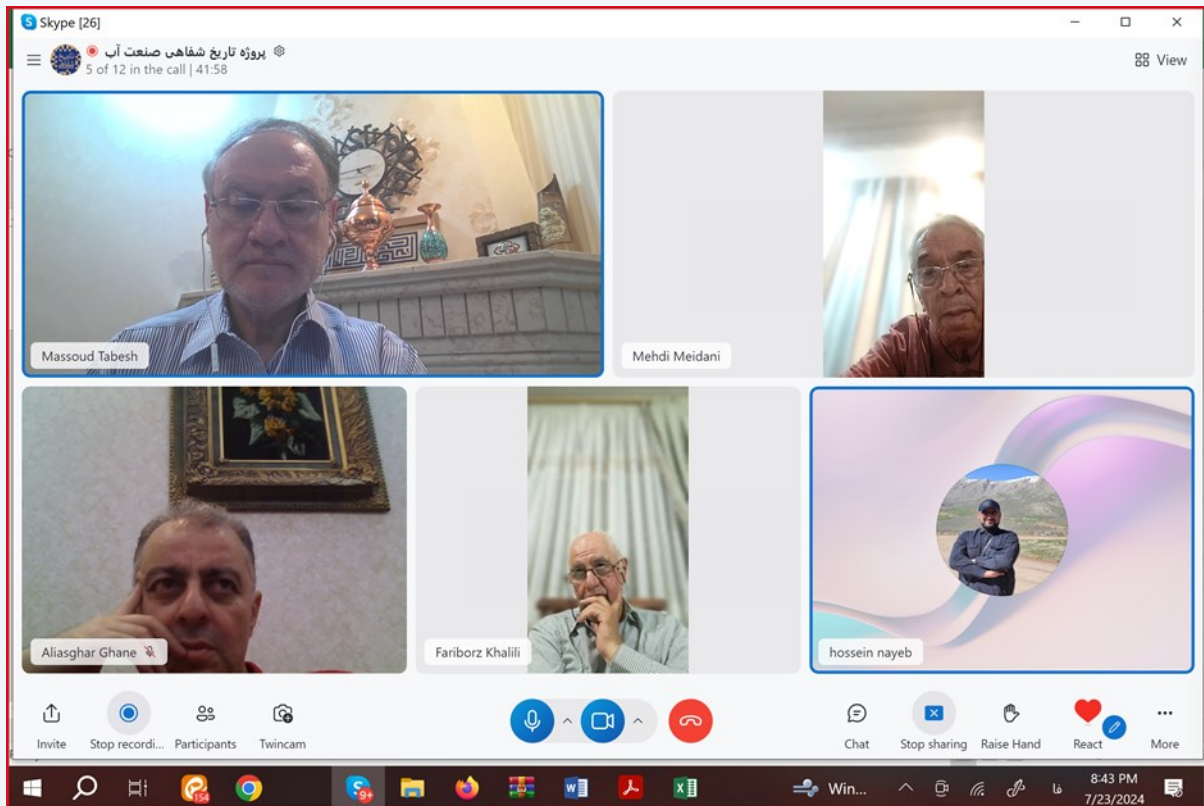 Skype [26]
پروژه تاریخ شفاهی صنعت آب
5 of 12 in the call | 41:58
View
Massoud Tabesh
Mehdi Meidani
Aliasghar Ghane
Fariborz Khalili
hossein nayeb
Invite
Stop recordi...
Participants
Twincam
Chat
Stop sharing
Raise Hand
React
More
154
9+
Win...
فا
8:43 PM
7/23/2024